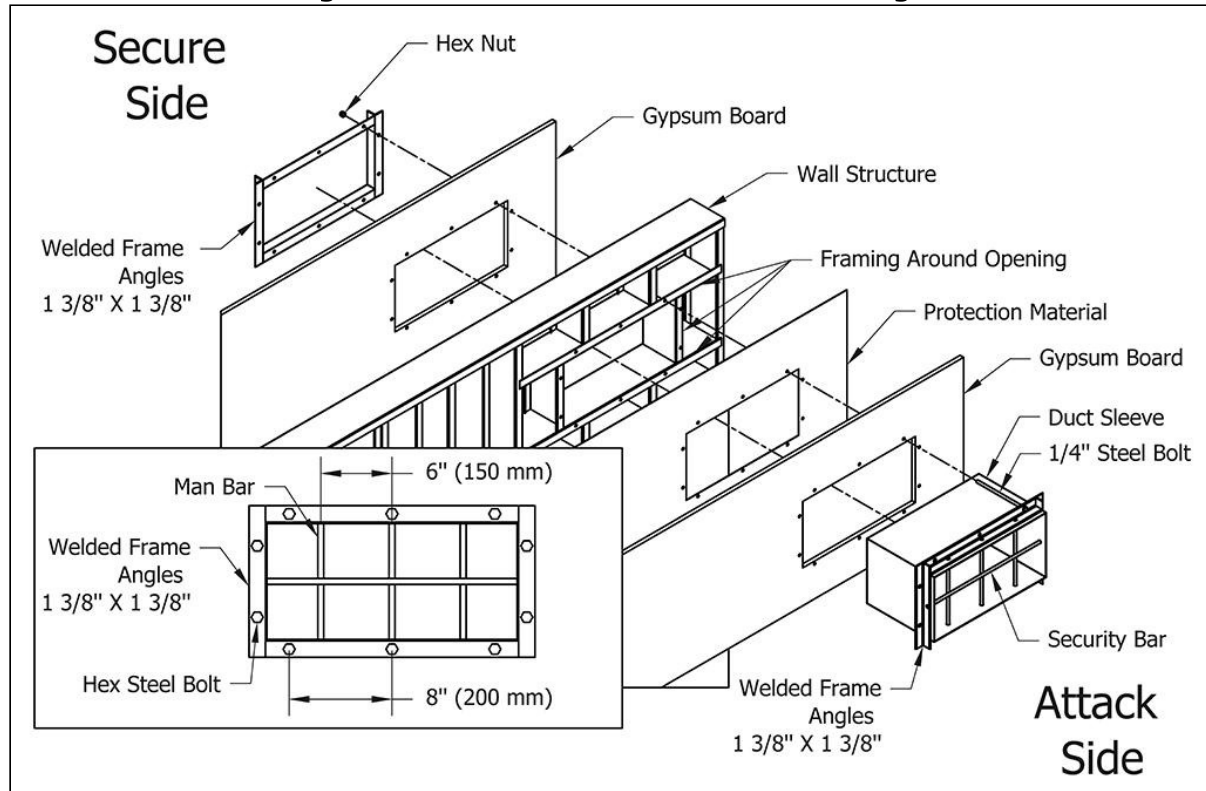 Secure
Side
Hex Nut
Gypsum Board
Wall Structure
Welded Frame
Angles
1 3/8" X 1 3/8"
Framing Around Opening
Protection Material
Gypsum Board
Duct Sleeve
1/4" Steel Bolt
6" (150 mm)
Man Bar
Welded Frame
Angles
1 3/8" X 1 3/8"
Hex Steel Bolt
8" (200 mm)
Security Bar
Welded Frame
Angles
1 3/8" X 1 3/8"
Attack
Side